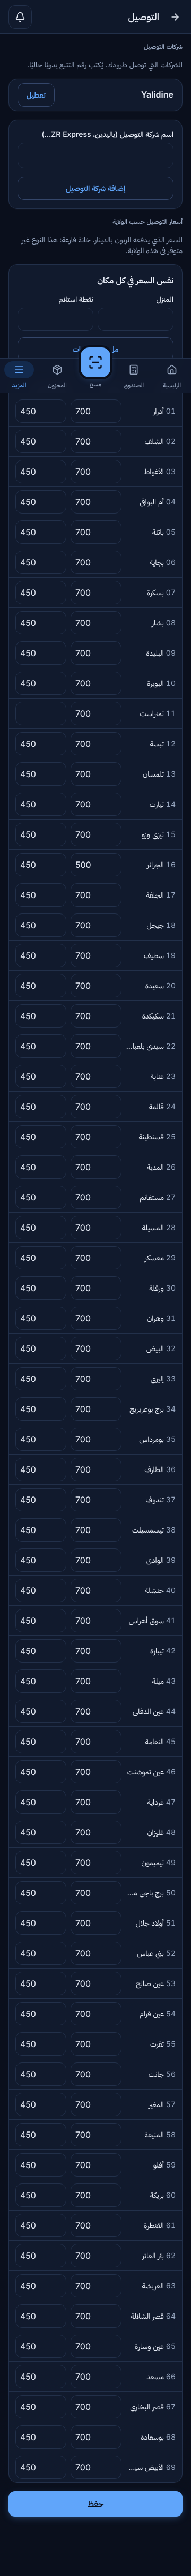 التوصيل
شركات التوصيل
الشركات التي توصل طرودك. يُكتب رقم التتبع يدويًا حاليًا.
Yalidine
تعطيل
اسم شركة التوصيل (ياليدين، ZR Express...)
إضافة شركة التوصيل
أسعار التوصيل حسب الولاية
السعر الذي يدفعه الزبون بالدينار. خانة فارغة: هذا النوع غير
متوفر في هذه الولاية.
نفس السعر في كل مكان
المنزل
نقطة استلام
الرئيسية
الصندوق
مسح
المخزون
المزيد
01 أدرار 700 450
02 الشلف 700 450
03 الأغواط 700 450
04 أم البواقي 700 450
05 باتنة 700 450
06 بجاية 700 450
07 بسكرة 700 450
08 بشار 700 450
09 البليدة 700 450
10 البويرة 700 450
11 تمنراست 700
12 تبسة 700 450
13 تلمسان 700 450
14 تيارت 700 450
15 تيزي وزو 700 450
16 الجزائر 700 500
17 الجلفة 700 450
18 جيجل 700 450
19 سطيف 700 450
20 سعيدة 700 450
21 سكيكدة 700 450
22 سيدي بلعبا... 700 450
23 عنابة 700 450
24 قالمة 700 450
25 قسنطينة 700 450
26 المدية 700 450
27 مستغانم 700 450
28 المسيلة 700 450
29 معسكر 700 450
30 ورقلة 700 450
31 وهران 700 450
32 البيض 700 450
33 إليزي 700 450
34 برج بوعريريج 700 450
35 بومرداس 700 450
36 الطارف 700 450
37 تندوف 700 450
38 تيسمسيلت 700 450
39 الوادي 700 450
40 خنشلة 700 450
41 سوق أهراس 700 450
42 تيبازة 700 450
43 ميلة 700 450
44 عين الدفلى 700 450
45 النعامة 700 450
46 عين تموشنت 700 450
47 غرداية 700 450
48 غليزان 700 450
49 تيميمون 700 450
50 برج باجي م... 700 450
51 أولاد جلال 700 450
52 بني عباس 700 450
53 عين صالح 700 450
54 عين قزام 700 450
55 تقرت 700 450
56 جانت 700 450
57 المغير 700 450
58 المنيعة 700 450
59 أفلو 700 450
60 بريكة 700 450
61 القنطرة 700 450
62 بئر العاتر 700 450
63 العريشة 700 450
64 قصر الشلالة 700 450
65 عين وسارة 700 450
66 مسعد 700 450
67 قصر البخاري 700 450
68 بوسعادة 700 450
69 الأبيض سيـ... 700 450
حفظ